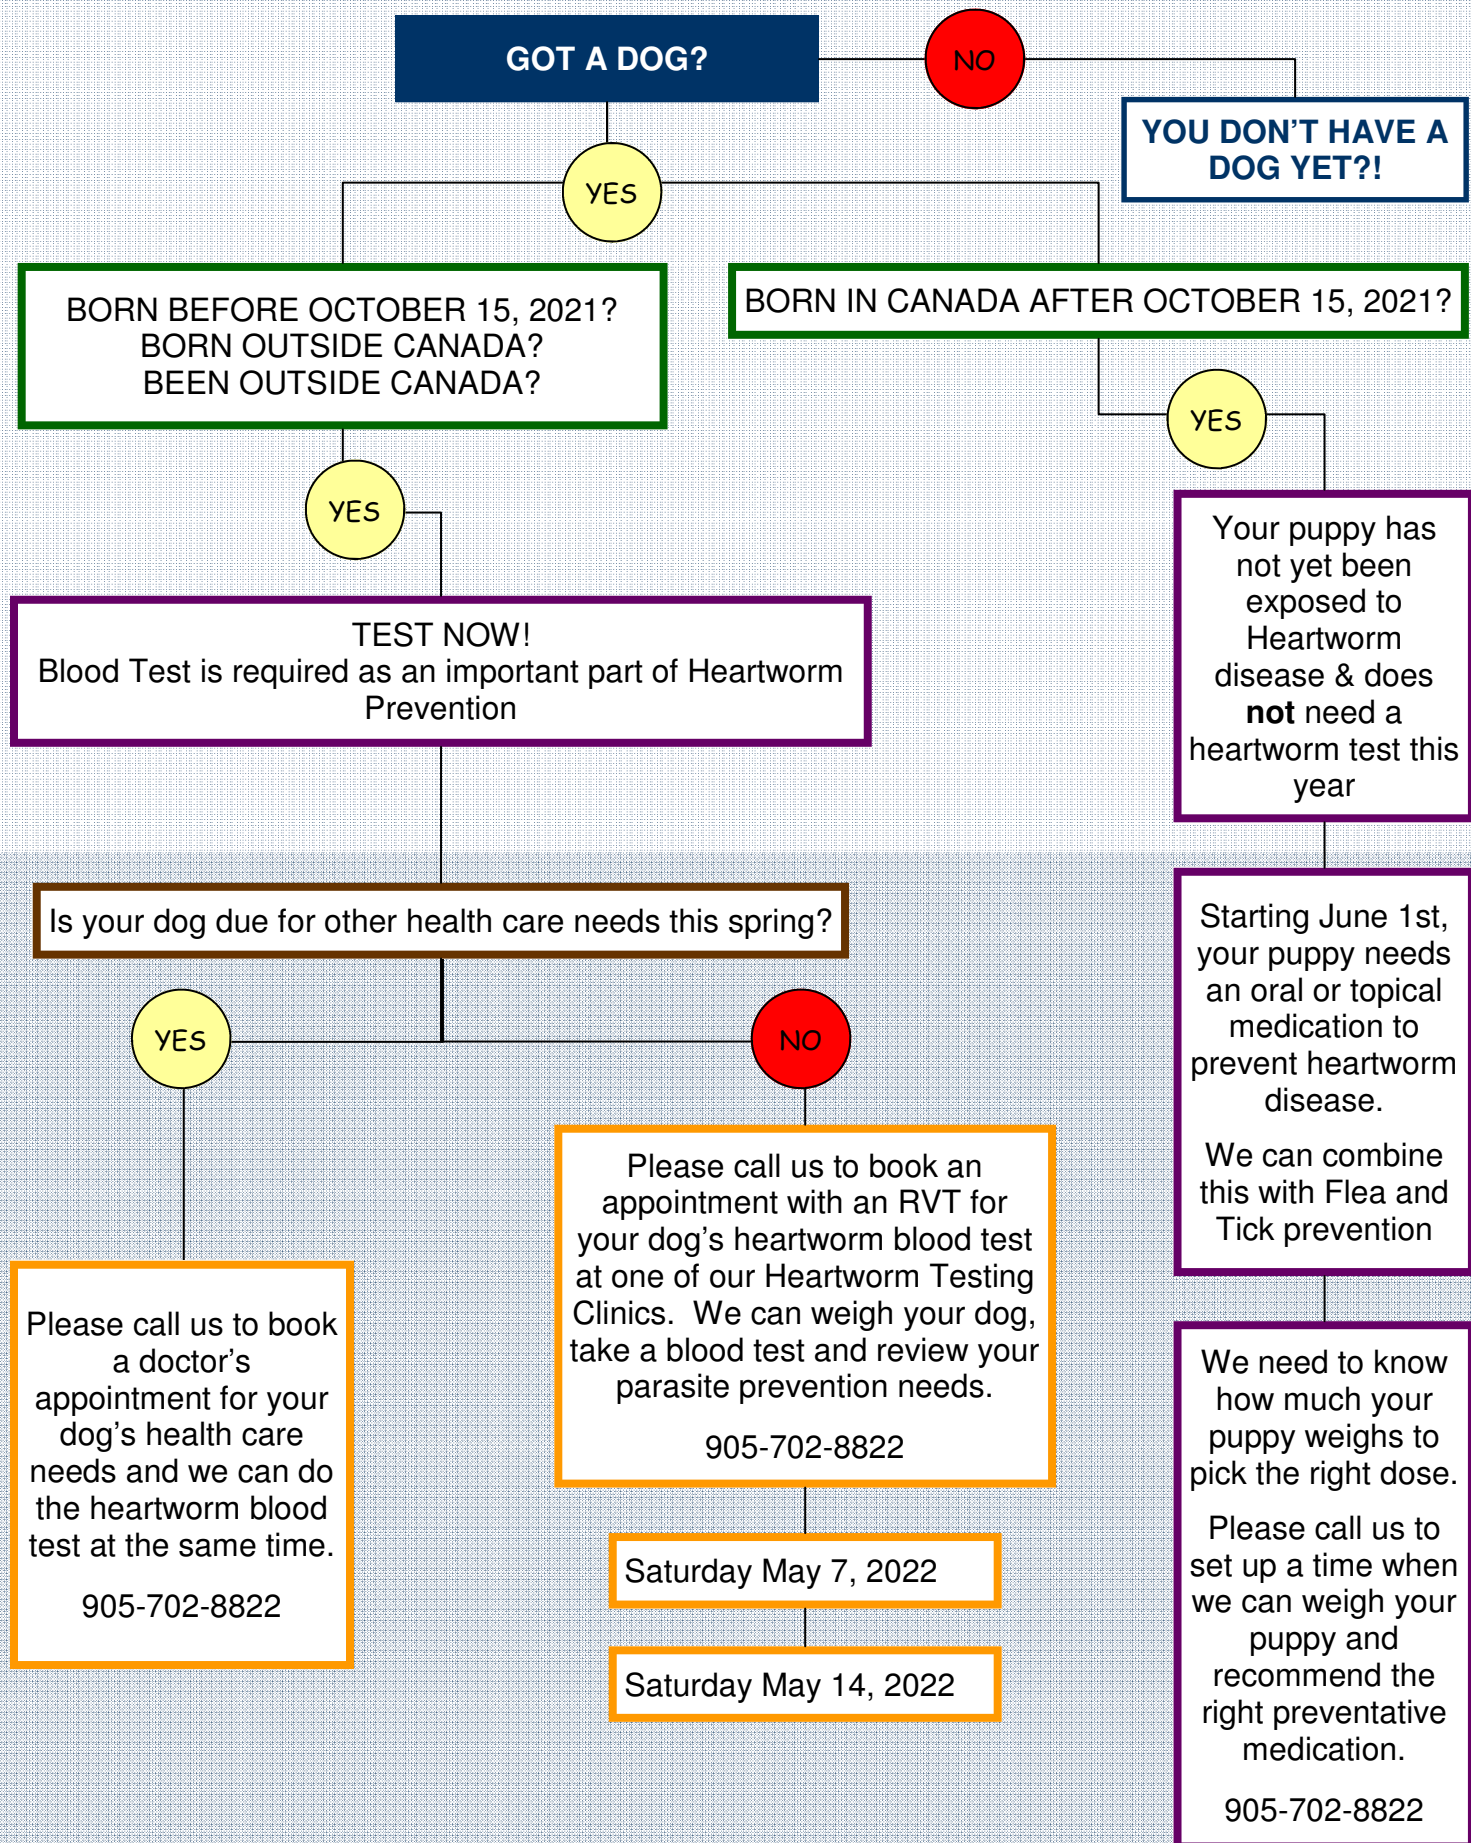 GOT A DOG?
NO
YOU DON'T HAVE A
DOG YET?!
YES
BORN BEFORE OCTOBER 15, 2021?
BORN OUTSIDE CANADA?
BEEN OUTSIDE CANADA?
BORN IN CANADA AFTER OCTOBER 15, 2021?
YES
YES
TEST NOW!
Blood Test is required as an important part of Heartworm
Prevention
Your puppy has
not yet been
exposed to
Heartworm
disease & does
not need a
heartworm test this
year
Is your dog due for other health care needs this spring?
YES
NO
Starting June 1st,
your puppy needs
an oral or topical
medication to
prevent heartworm
disease.
We can combine
this with Flea and
Tick prevention
Please call us to book
a doctor's
appointment for your
dog's health care
needs and we can do
the heartworm blood
test at the same time.
905-702-8822
Please call us to book an
appointment with an RVT for
your dog's heartworm blood test
at one of our Heartworm Testing
Clinics.  We can weigh your dog,
take a blood test and review your
parasite prevention needs.
905-702-8822
Saturday May 7, 2022
Saturday May 14, 2022
We need to know
how much your
puppy weighs to
pick the right dose.
Please call us to
set up a time when
we can weigh your
puppy and
recommend the
right preventative
medication.
905-702-8822